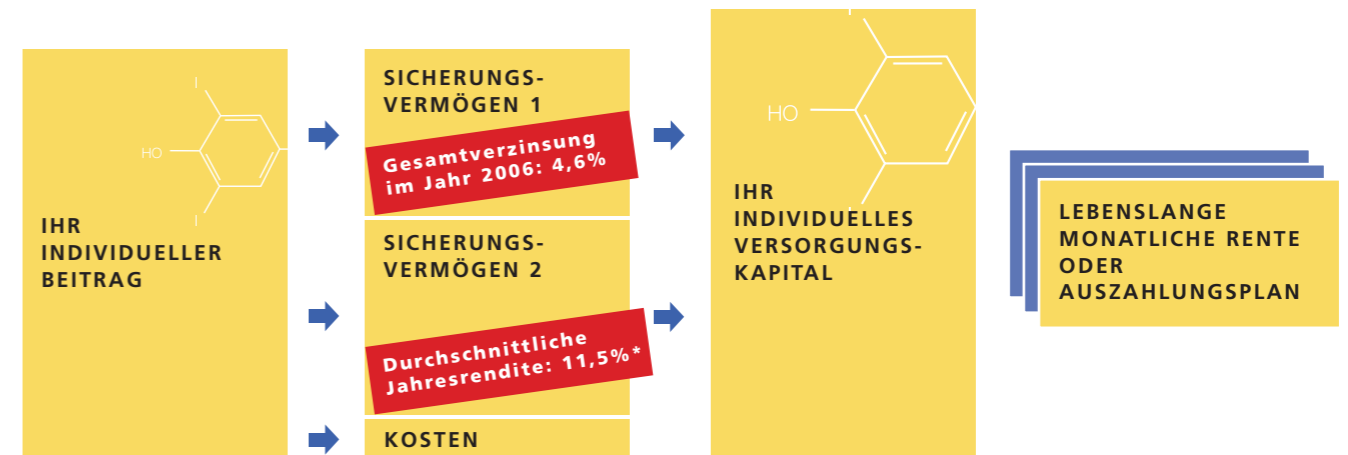 I
HO
I
IHR
INDIVIDUELLER
BEITRAG
SICHERUNGS-
VERMÖGEN 1
Gesamtverzinsung
im Jahr 2006: 4,6%
SICHERUNGS-
VERMÖGEN 2
Durchschnittliche
Jahresrendite: 11,5%*
KOSTEN
HO
IHR
INDIVIDUELLES
VERSORGUNGS-
KAPITAL
LEBENSLANGE
MONATLICHE RENTE
ODER
AUSZAHLUNGSPLAN